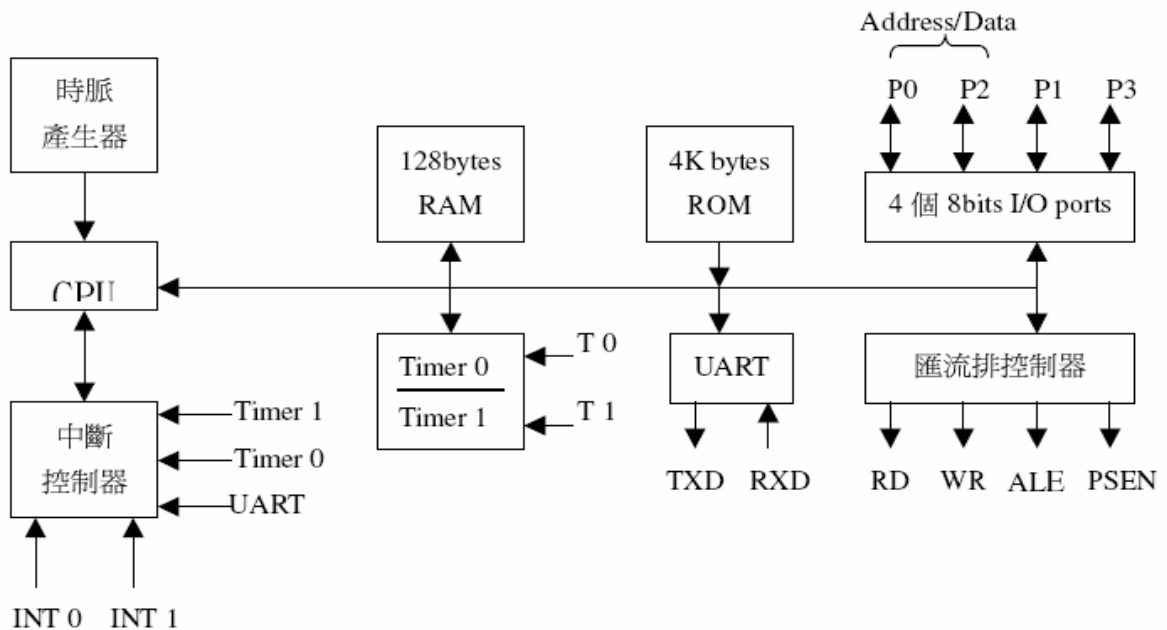 Address/Data
P0 P2 P1 P3
時脈
產生器
128bytes
RAM
4K bytes
ROM
4 個 8bits I/O ports
CPU
Timer 0
Timer 1
T 0
T 1
UART
匯流排控制器
中斷
控制器
Timer 1
Timer 0
UART
TXD RXD
RD WR ALE PSEN
INT 0 INT 1